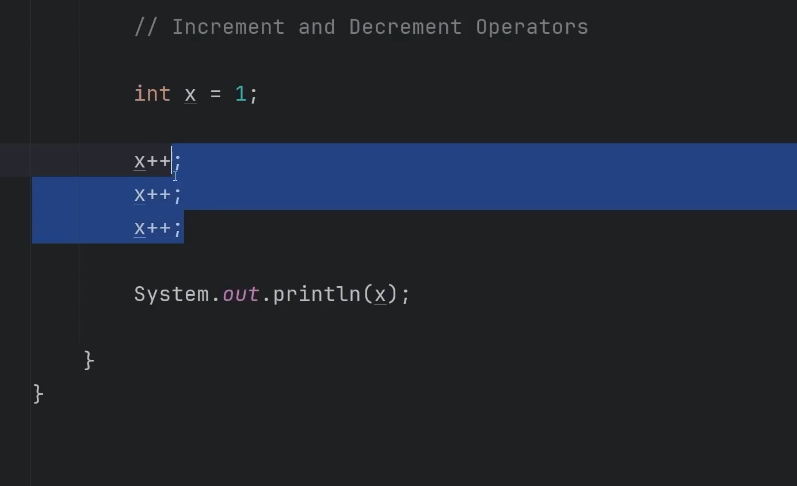 // Increment and Decrement Operators
int x = 1;
x++;
x++;
x++;
System.out.println(x);
}
}